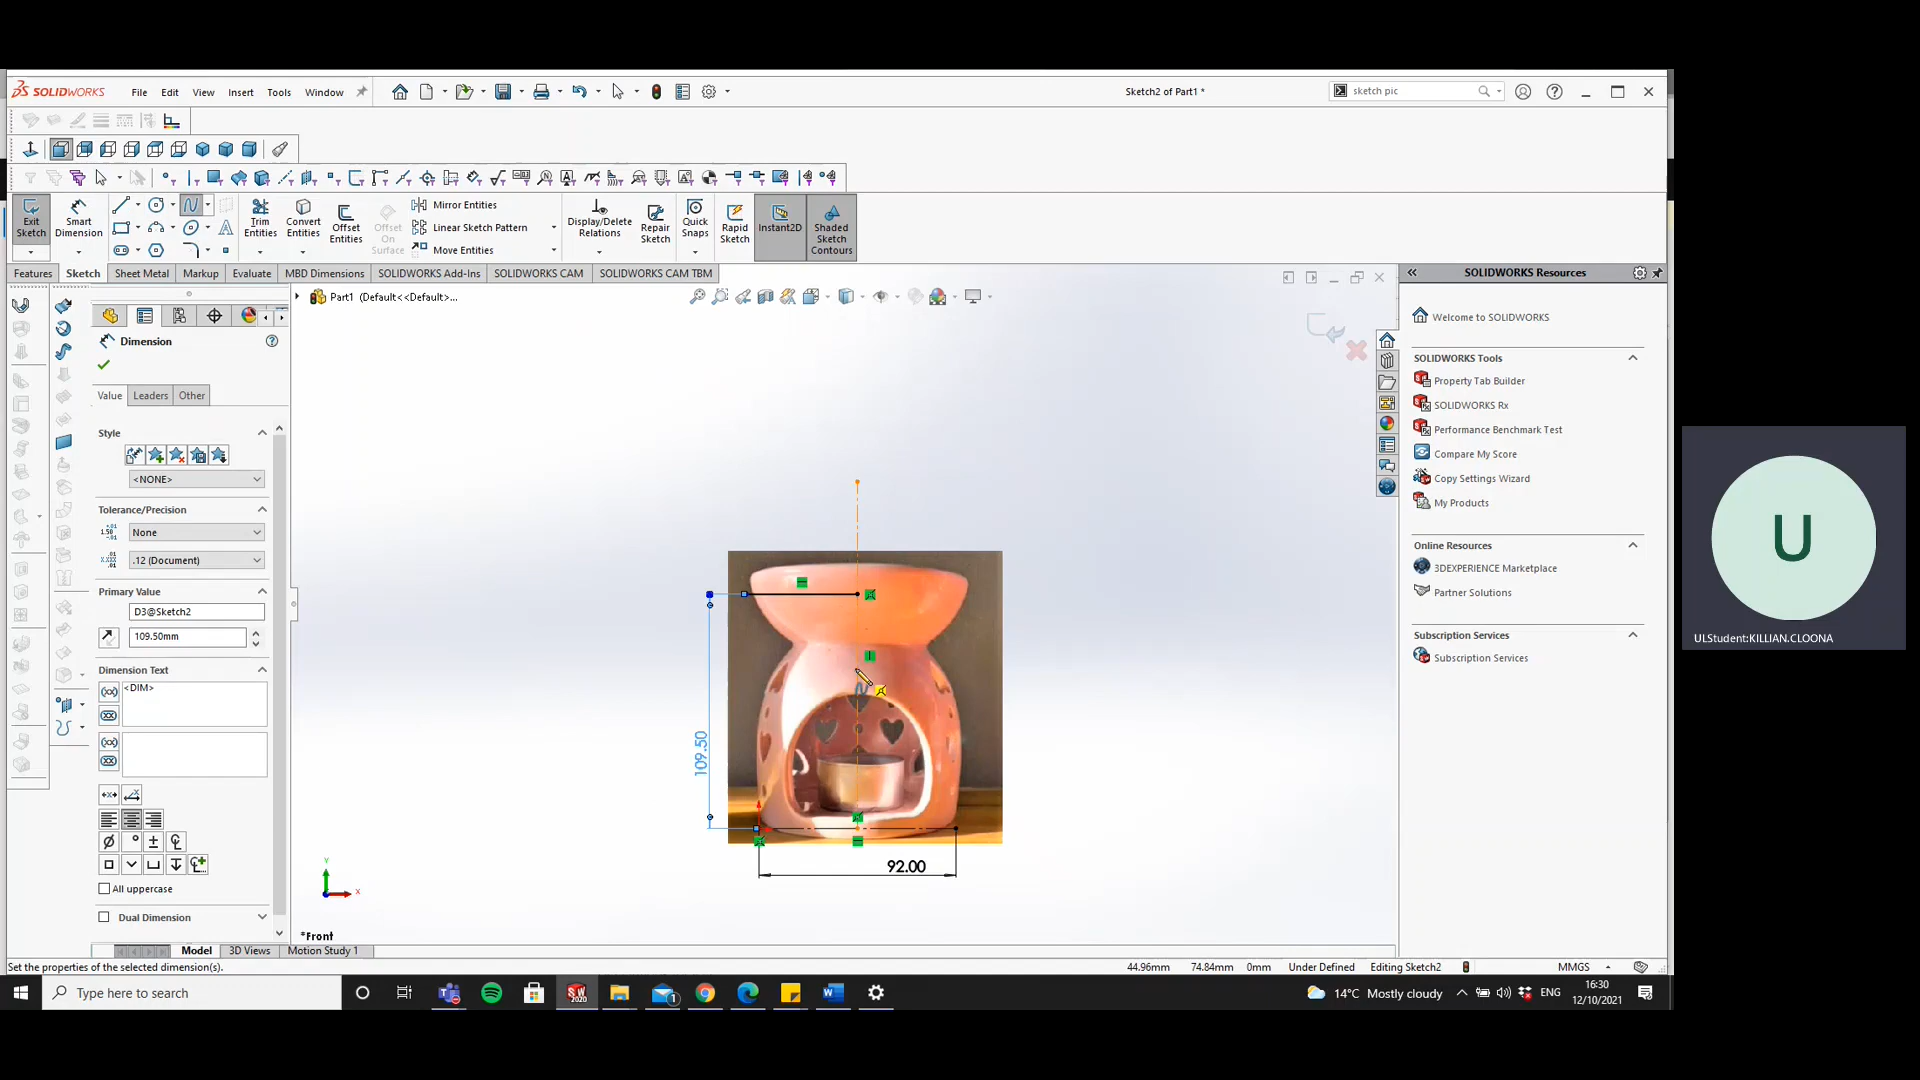 SOLIDWORKS
File Edit View Insert Tools Window
Sketch2 of Part1 *
sketch pic
Exit Sketch
Smart Dimension
Trim Entities
Convert Entities
Offset Entities
Offset On Surface
Mirror Entities
Linear Sketch Pattern
Move Entities
Display/Delete Relations
Repair Sketch
Quick Snaps
Rapid Sketch
Instant2D
Shaded Sketch Contours
Features Sketch Sheet Metal Markup Evaluate MBD Dimensions SOLIDWORKS Add-Ins SOLIDWORKS CAM SOLIDWORKS CAM TBM
Part1 (Default<<Default>...
Dimension
Value Leaders Other
Style
<NONE>
Tolerance/Precision
None
.12 (Document)
Primary Value
D3@Sketch2
109.50mm
Dimension Text
<DIM>
All uppercase
Dual Dimension
109.50
92.00
Y
X
*Front
SOLIDWORKS Resources
Welcome to SOLIDWORKS
SOLIDWORKS Tools
Property Tab Builder
SOLIDWORKS Rx
Performance Benchmark Test
Compare My Score
Copy Settings Wizard
My Products
Online Resources
3DEXPERIENCE Marketplace
Partner Solutions
Subscription Services
Subscription Services
U
ULStudent:KILLIAN.CLOONA
Model 3D Views Motion Study 1
Set the properties of the selected dimension(s).
44.96mm 74.84mm 0mm Under Defined Editing Sketch2 MMGS
Type here to search
14°C Mostly cloudy
ENG
16:30
12/10/2021